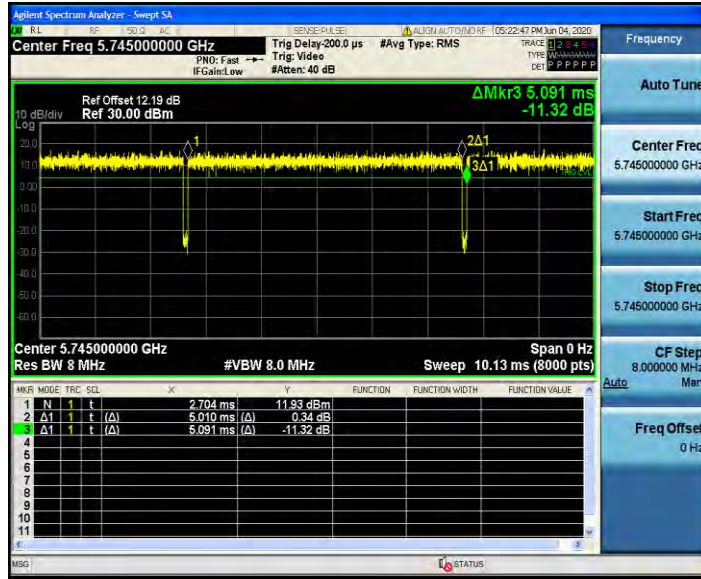 Agilent Spectrum Analyzer - Swept SA
RL RF 50 Ω AC SENSE:PULSE ALIGN AUTO/NO RF 05:22:47 PM Jun 04, 2020
Center Freq 5.745000000 GHz
PNO: Fast
IFGain:Low
Trig Delay-200.0 µs
Trig: Video
#Atten: 40 dB
#Avg Type: RMS
TRACE 1 2 3 4 5 6
TYPE
DET P P P P P P
Ref Offset 12.19 dB
10 dB/div Ref 30.00 dBm
Log
ΔMkr3 5.091 ms
-11.32 dB
20.0
10.0
0.00
-10.0
-20.0
-30.0
-40.0
-50.0
-60.0
1
2Δ1
3Δ1
TRIG LVL
Center 5.745000000 GHz Span 0 Hz
Res BW 8 MHz #VBW 8.0 MHz Sweep 10.13 ms (8000 pts)
MKR MODE TRC SCL X Y FUNCTION FUNCTION WIDTH FUNCTION VALUE
1 N 1 t 2.704 ms 11.93 dBm
2 Δ1 1 t (Δ) 5.010 ms (Δ) 0.34 dB
3 Δ1 1 t (Δ) 5.091 ms (Δ) -11.32 dB
4
5
6
7
8
9
10
11
MSG STATUS
Frequency
Auto Tune
Center Freq
5.745000000 GHz
Start Freq
5.745000000 GHz
Stop Freq
5.745000000 GHz
CF Step
8.000000 MHz
Auto Man
Freq Offset
0 Hz